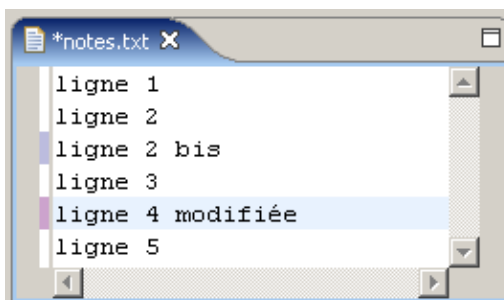 *notes.txt
ligne 1
ligne 2
ligne 2 bis
ligne 3
ligne 4 modifiée
ligne 5